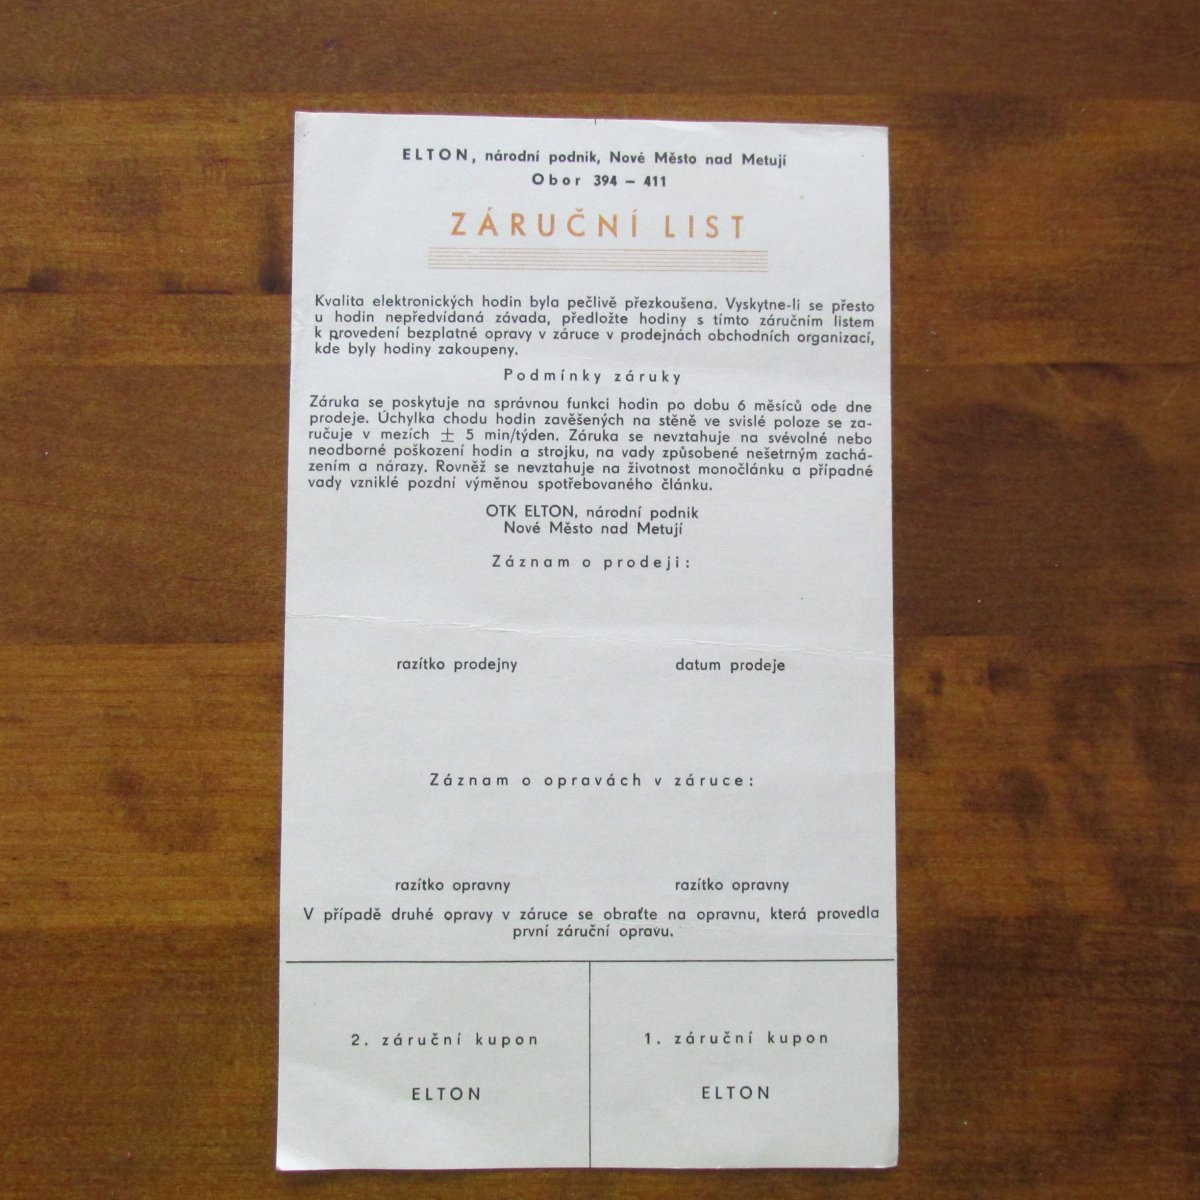 ELTON, národní podnik, Nové Město nad Metují
Obor 394 – 411
ZÁRUČNÍ LIST
Kvalita elektronických hodin byla pečlivě přezkoušena. Vyskytne-li se přesto
u hodin nepředvídaná závada, předložte hodiny s tímto záručním listem
k provedení bezplatné opravy v záruce v prodejnách obchodních organizací,
kde byly hodiny zakoupeny.
Podmínky záruky
Záruka se poskytuje na správnou funkci hodin po dobu 6 měsíců ode dne
prodeje. Úchylka chodu hodin zavěšených na stěně ve svislé poloze se za-
ručuje v mezích ± 5 min/týden. Záruka se nevztahuje na svévolné nebo
neodborné poškození hodin a strojku, na vady způsobené nešetrným zachá-
zením a nárazy. Rovněž se nevztahuje na životnost monočlánku a případné
vady vzniklé pozdní výměnou spotřebovaného článku.
OTK ELTON, národní podnik
Nové Město nad Metují
Záznam o prodeji:
razítko prodejny datum prodeje
Záznam o opravách v záruce:
razítko opravny razítko opravny
V případě druhé opravy v záruce se obraťte na opravnu, která provedla
první záruční opravu.
2. záruční kupon 1. záruční kupon
ELTON ELTON